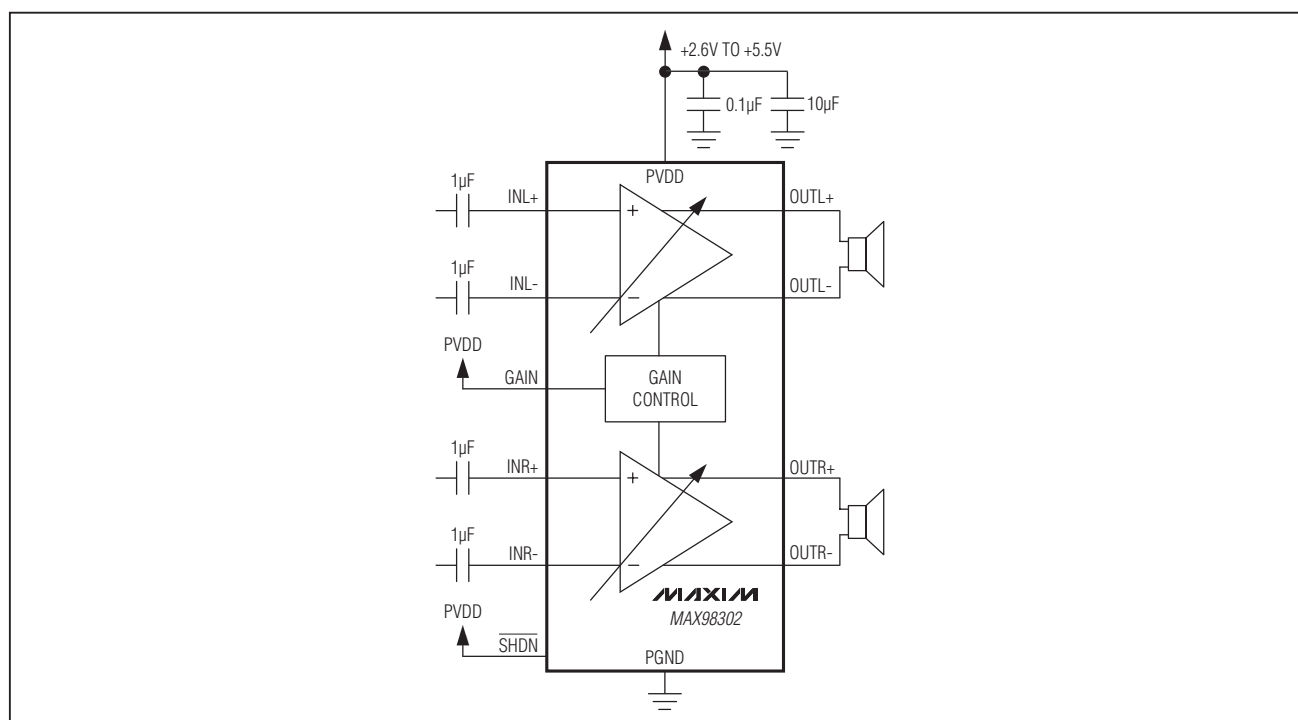 +2.6V TO +5.5V
0.1µF
10µF
PVDD
1µF
INL+
+
OUTL+
1µF
INL-
−
OUTL-
PVDD
GAIN
GAIN
CONTROL
1µF
INR+
+
OUTR+
1µF
INR-
−
OUTR-
MAXIM
MAX98302
PVDD
SHDN
PGND